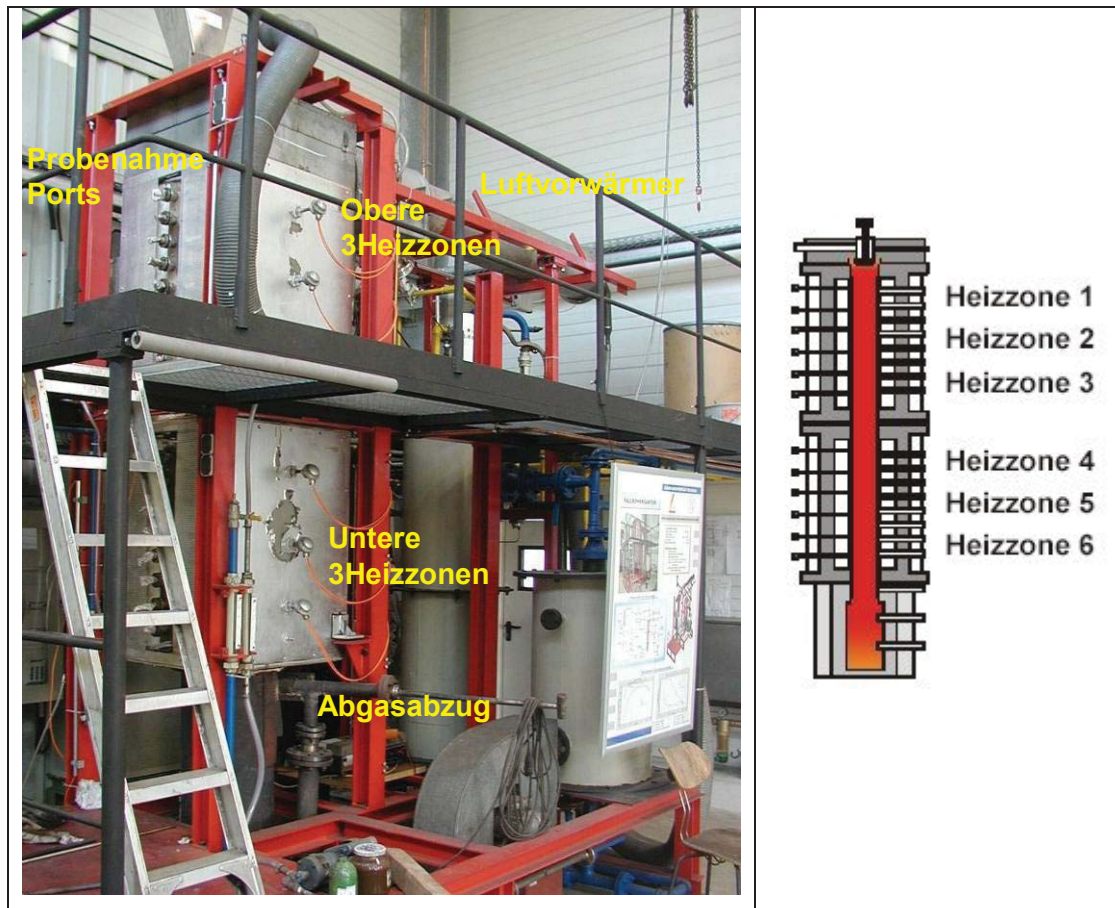 Probenahme
Ports
Luftvorwärmer
Obere
3Heizzonen
Untere
3Heizzonen
Abgasabzug
Heizzone 1
Heizzone 2
Heizzone 3
Heizzone 4
Heizzone 5
Heizzone 6